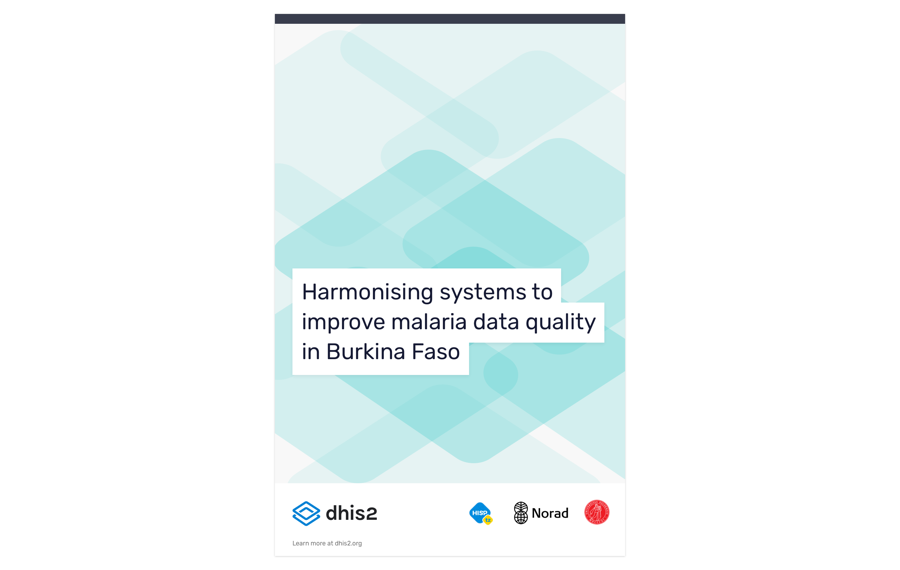 Harmonising systems to
improve malaria data quality
in Burkina Faso
dhis2
HISP
Norad
Learn more at dhis2.org